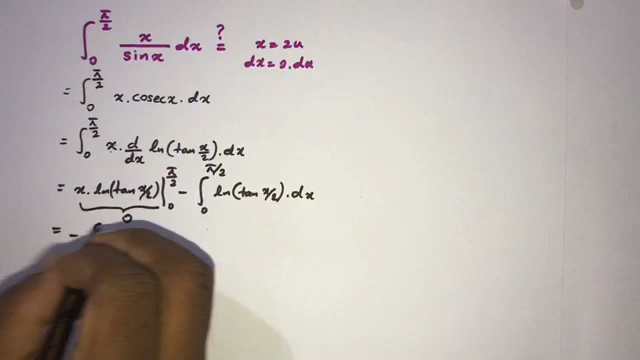 ∫₀^{π/2} x/sinx dx ≟ x = 2u
dx = 2.du
= ∫₀^{π/2} x.cosecx.dx
= ∫₀^{π/2} x. d/dx ln(tan x/2).dx
= x.ln(tan x/2) |₀^{π/2} - ∫₀^{π/2} ln(tan x/2).dx
0
= -